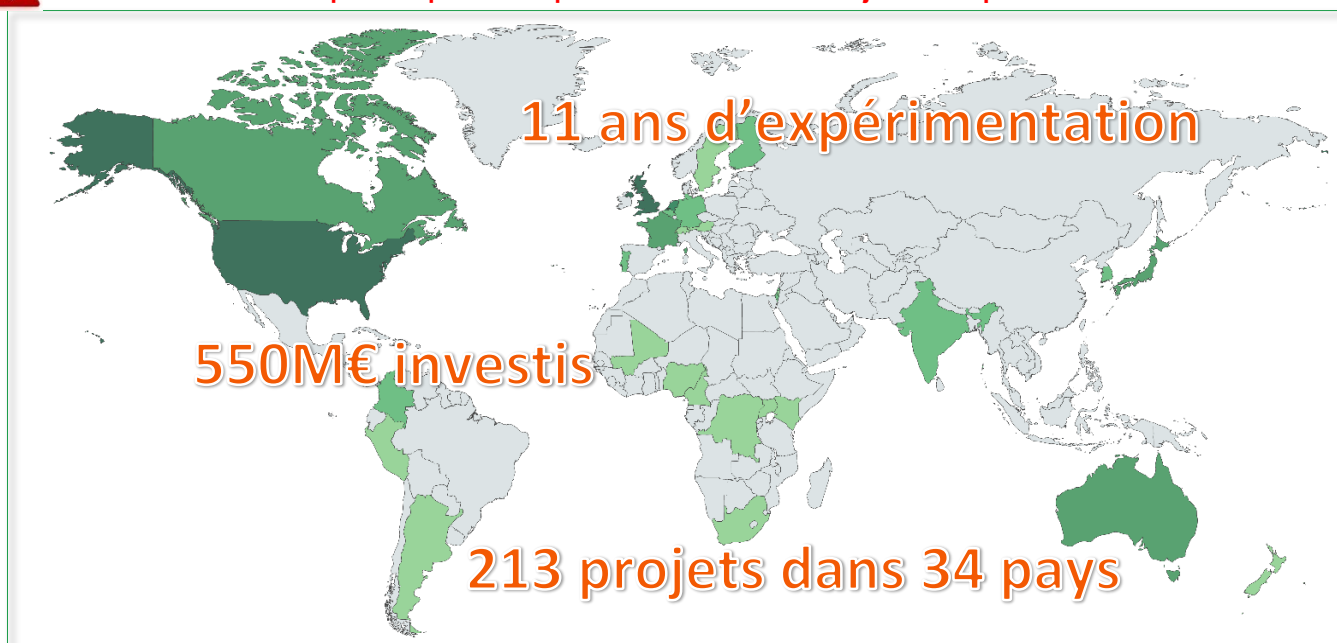 11 ans d’expérimentation
550M€ investis
213 projets dans 34 pays